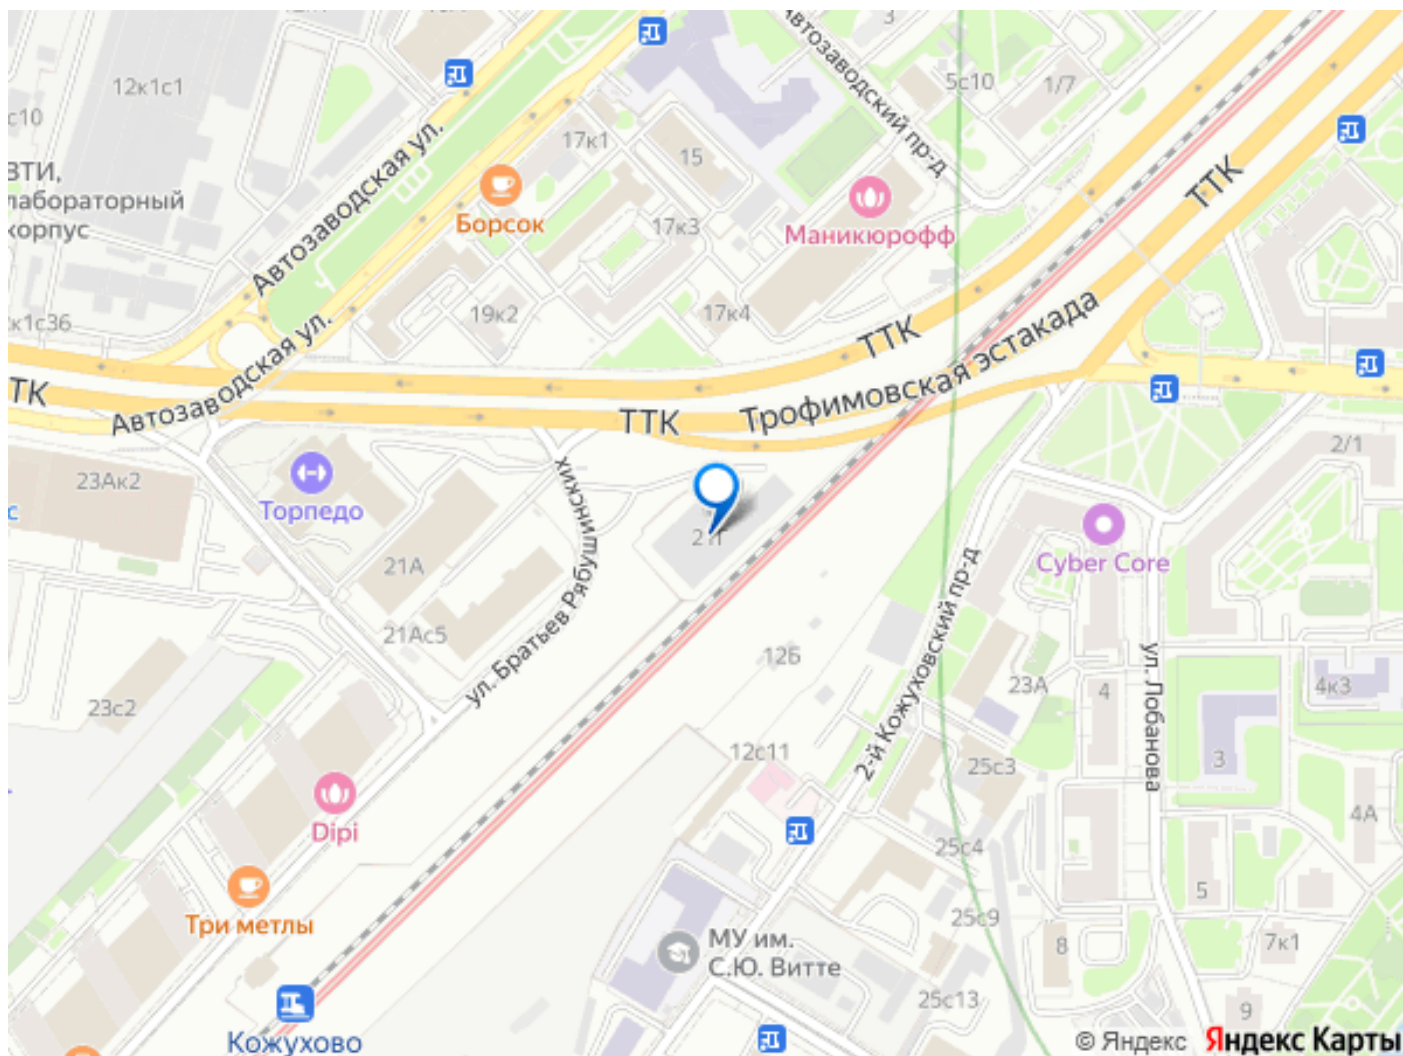 Автозаводский пр-д
3
5с10
1/7
12к1с1
с10
17к1
15
ТТК
ЗТИ,
лабораторный
корпус
Автозаводская ул.
Борсок
17к3
Маникюрофф
к1с36
19к2
17к4
ТТК
Автозаводская ул.
ТК
ТТК
Трофимовская эстакада
2/1
23Ак2
с
Торпедо
ул. Братьев Рябушинских
21А
Cyber Core
21Ас5
2-й Кожуховский пр-д
12б
23А
4
ул. Лобанова
4к3
23с2
12с11
25с3
3
4А
Dipi
25с4
5
Три метлы
25с9
МУ им.
С.Ю. Витте
8
7к1
25с13
9
Кожухово
© Яндекс Яндекс Карты